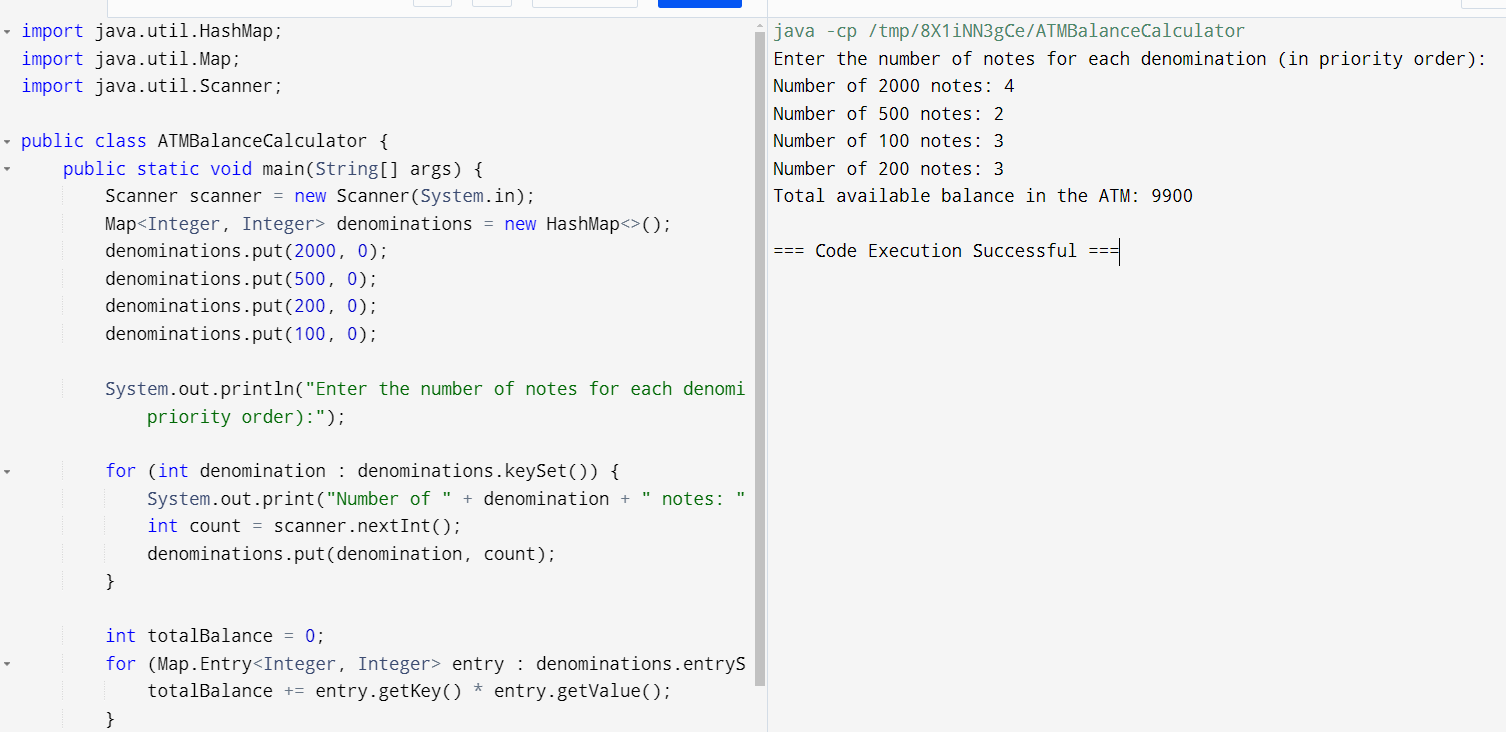 import java.util.HashMap;
import java.util.Map;
import java.util.Scanner;

public class ATMBalanceCalculator {
    public static void main(String[] args) {
        Scanner scanner = new Scanner(System.in);
        Map<Integer, Integer> denominations = new HashMap<>();
        denominations.put(2000, 0);
        denominations.put(500, 0);
        denominations.put(200, 0);
        denominations.put(100, 0);

        System.out.println("Enter the number of notes for each denomi
            priority order):");

        for (int denomination : denominations.keySet()) {
            System.out.print("Number of " + denomination + " notes: "
            int count = scanner.nextInt();
            denominations.put(denomination, count);
        }

        int totalBalance = 0;
        for (Map.Entry<Integer, Integer> entry : denominations.entryS
            totalBalance += entry.getKey() * entry.getValue();
        }
java -cp /tmp/8X1iNN3gCe/ATMBalanceCalculator
Enter the number of notes for each denomination (in priority order):
Number of 2000 notes: 4
Number of 500 notes: 2
Number of 100 notes: 3
Number of 200 notes: 3
Total available balance in the ATM: 9900

=== Code Execution Successful ===